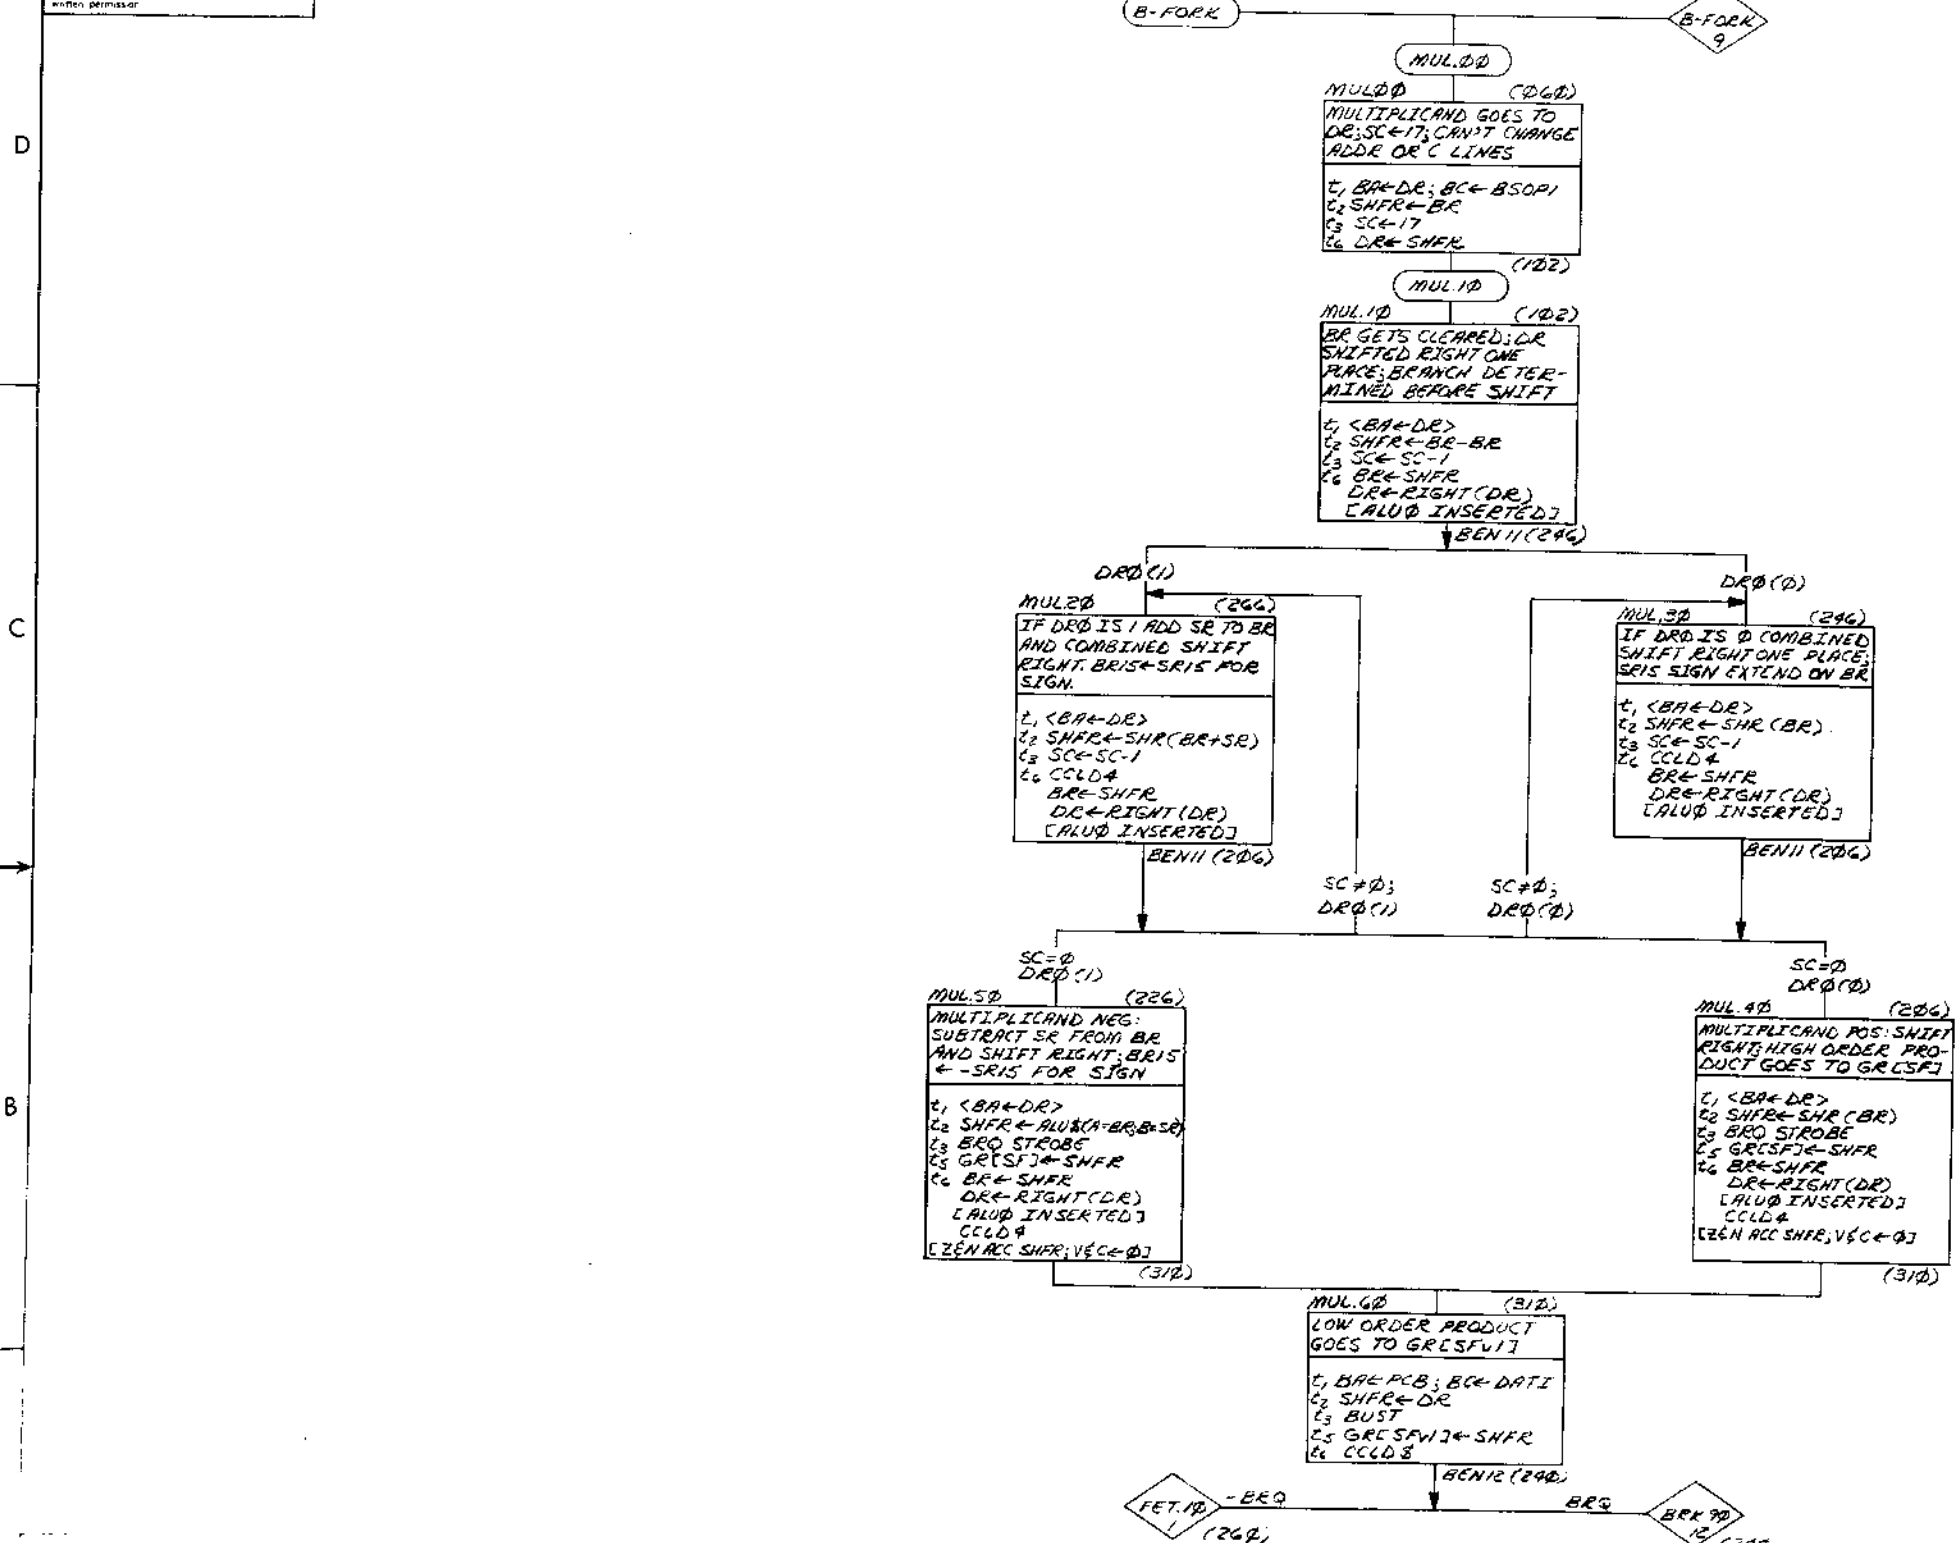 written permission
B-FORK
B-FORK
9
MUL.ØØ
MULØØ (Ø6Ø)
MULTIPLICAND GOES TO
DR;SC←17;CAN'T CHANGE
ADDR OR C LINES
t1 BA←DR; BC←BSOP1
t2 SHFR←BR
t3 SC←17
t6 DR←SHFR
(1Ø2)
MUL.1Ø
MUL.1Ø (1Ø2)
BR GETS CLEARED; DR
SHIFTED RIGHT ONE
PLACE; BRANCH DETER-
MINED BEFORE SHIFT
t1 <BA←DR>
t2 SHFR←BR-BR
t3 SC←SC-1
t6 BR←SHFR
DR←RIGHT(DR)
[ALUØ INSERTED]
BEN11(246)
DRØ(1)
DRØ(Ø)
MUL2Ø (266)
IF DRØ IS 1 ADD SR TO BR
AND COMBINED SHIFT
RIGHT. BR15←SR15 FOR
SIGN.
t1 <BA←DR>
t2 SHFR←SHR(BR+SR)
t3 SC←SC-1
t6 CCLD4
BR←SHFR
DR←RIGHT(DR)
[ALUØ INSERTED]
BEN11(2Ø6)
MUL.3Ø (246)
IF DRØ IS Ø COMBINED
SHIFT RIGHT ONE PLACE;
SR15 SIGN EXTEND ON BR
t1 <BA←DR>
t2 SHFR←SHR(BR)
t3 SC←SC-1
t6 CCLD4
BR←SHFR
DR←RIGHT(DR)
[ALUØ INSERTED]
BEN11(2Ø6)
SC≠Ø;
DRØ(1)
SC≠Ø;
DRØ(Ø)
SC=Ø
DRØ(1)
SC=Ø
DRØ(Ø)
MUL.5Ø (226)
MULTIPLICAND NEG:
SUBTRACT SR FROM BR
AND SHIFT RIGHT; BR15
←-SR15 FOR SIGN
t1 <BA←DR>
t2 SHFR←ALU$(A=BR;B=SR)
t3 BRQ STROBE
t5 GR[SF]←SHFR
t6 BR←SHFR
DR←RIGHT(DR)
[ALUØ INSERTED]
CCLD4
[Z&N ACC SHFR; V&C←Ø]
(31Ø)
MUL.4Ø (2Ø6)
MULTIPLICAND POS: SHIFT
RIGHT; HIGH ORDER PRO-
DUCT GOES TO GR[SF]
t1 <BA←DR>
t2 SHFR←SHR(BR)
t3 BRQ STROBE
t5 GR[SF]←SHFR
t6 BR←SHFR
DR←RIGHT(DR)
[ALUØ INSERTED]
CCLD4
[Z&N ACC SHFR; V&C←Ø]
(31Ø)
MUL.6Ø (31Ø)
LOW ORDER PRODUCT
GOES TO GR[SFv1]
t1 BA←PCB; BC←DATI
t2 SHFR←DR
t3 BUST
t5 GR[SFv1]←SHFR
t6 CCLD$
BEN12(24Ø)
FET.1Ø
1
-BRQ
BRQ
BRK 9Ø
12
(26Ø)
D
C
B